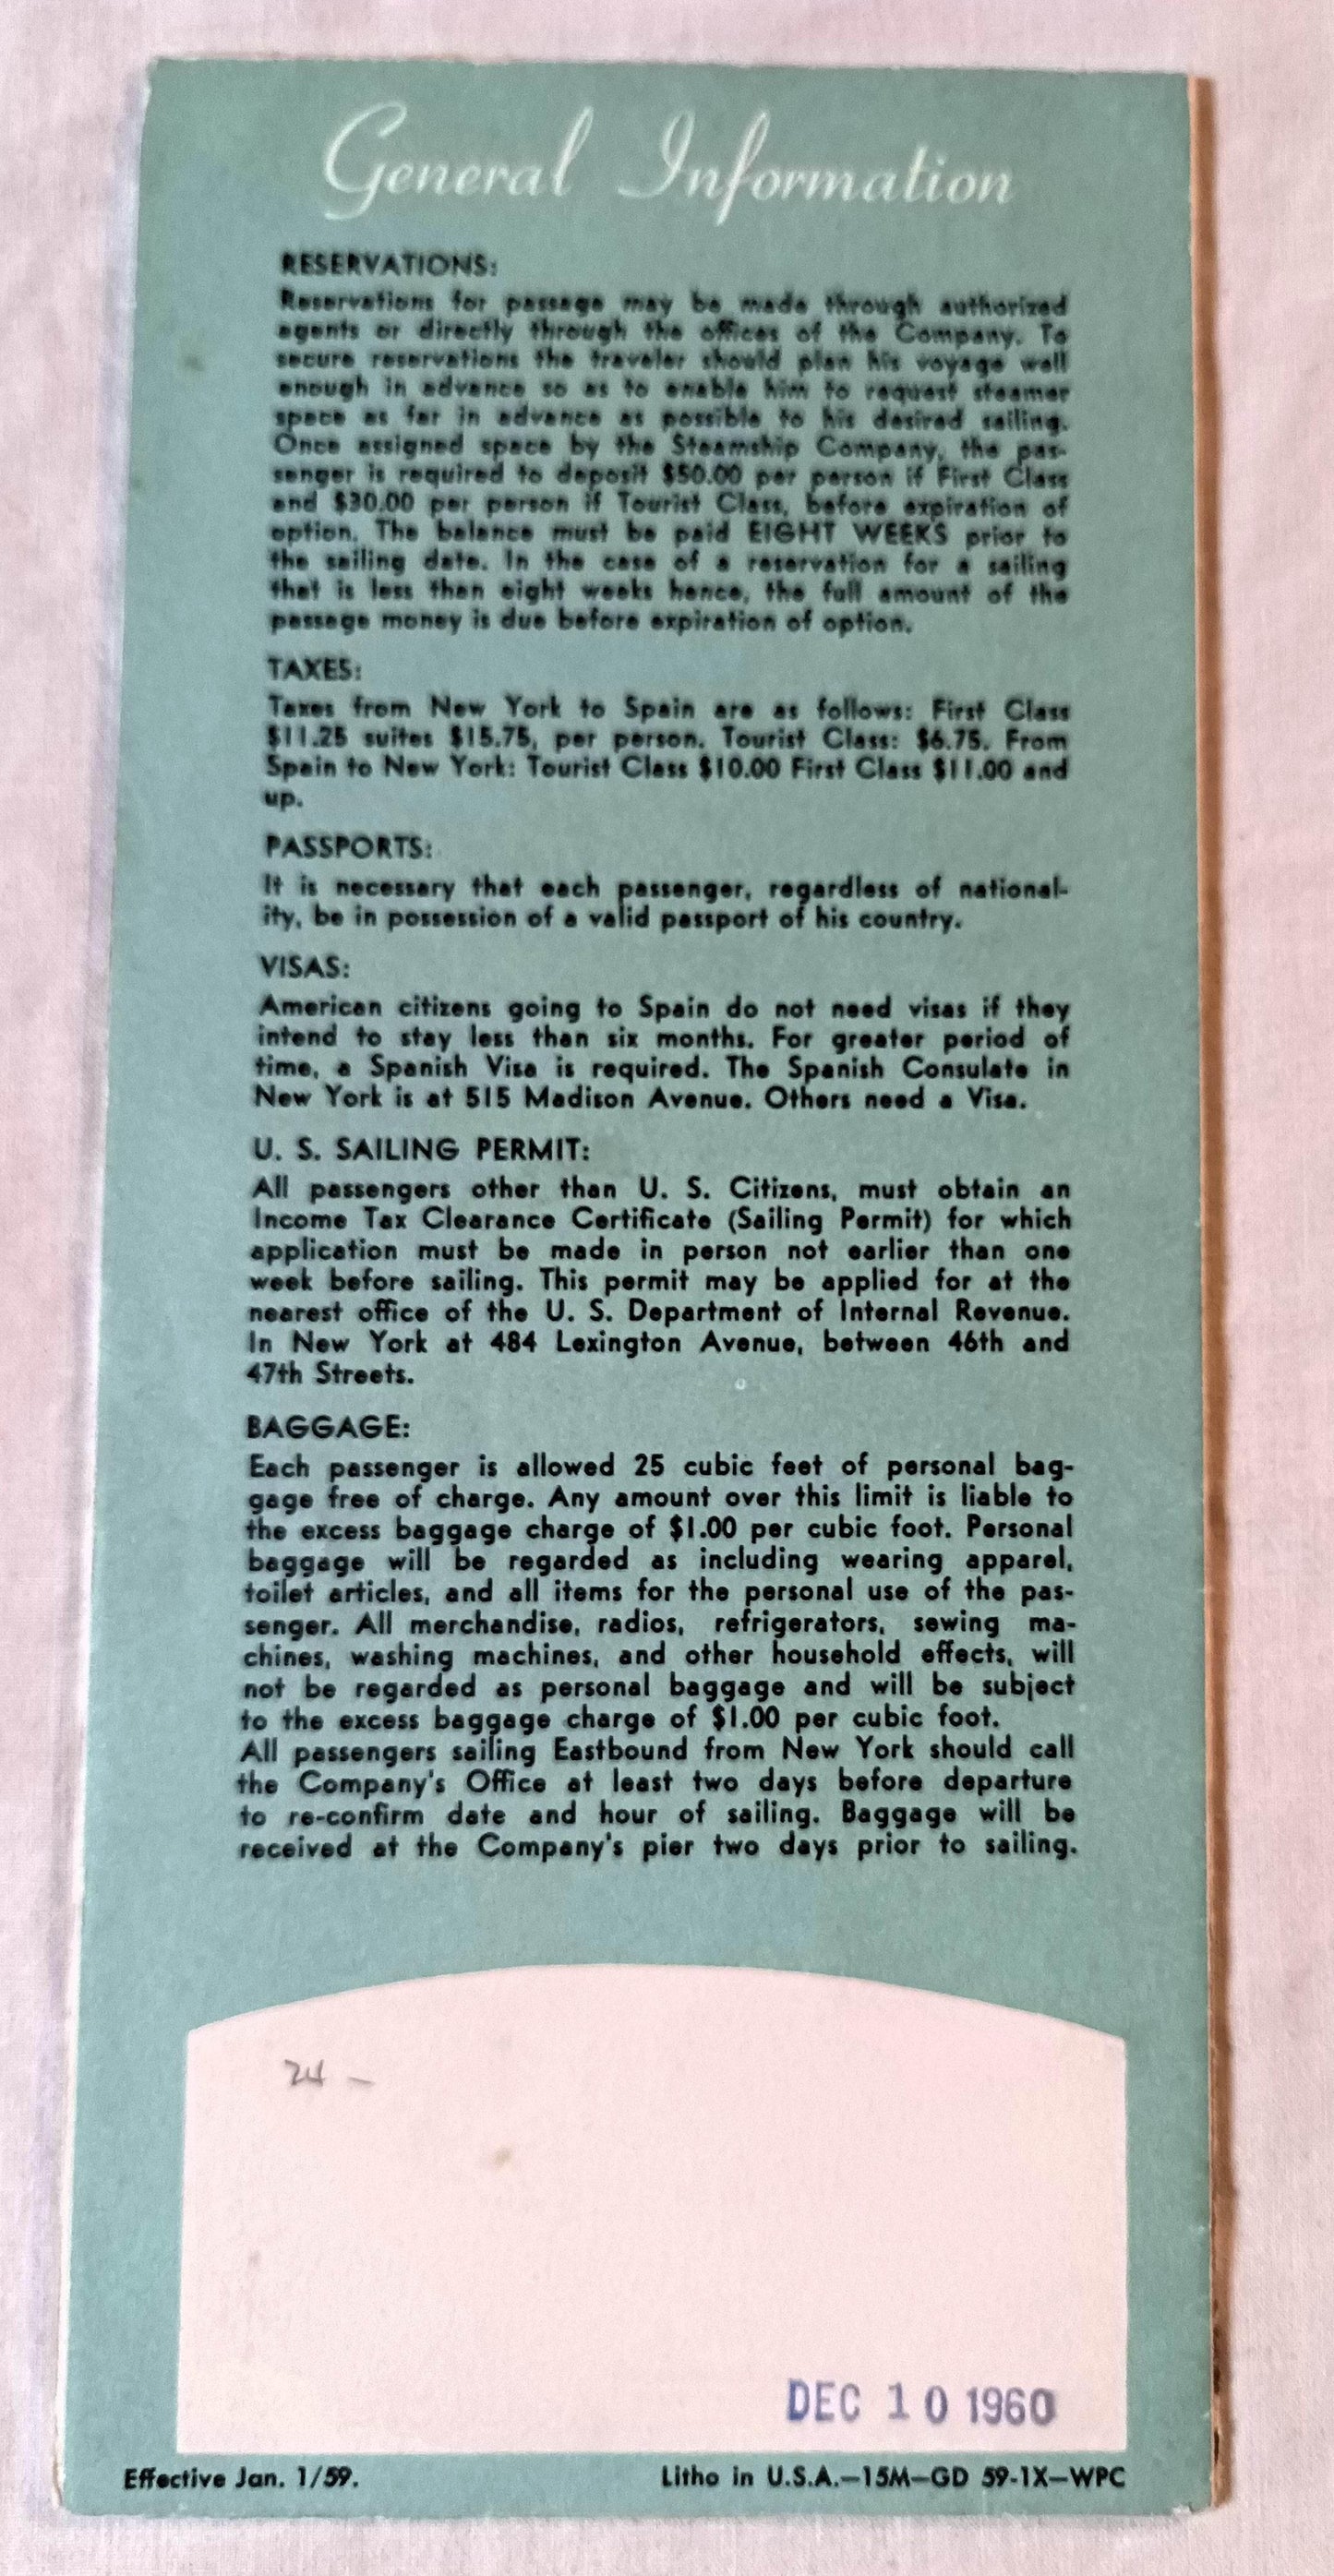 General Information
RESERVATIONS:
Reservations for passage may be made through authorized
agents or directly through the offices of the Company. To
secure reservations the traveler should plan his voyage well
enough in advance so as to enable him to request steamer
space as far in advance as possible to his desired sailing.
Once assigned space by the Steamship Company, the pas-
senger is required to deposit $50.00 per person if First Class
and $30.00 per person if Tourist Class, before expiration of
option. The balance must be paid EIGHT WEEKS prior to
the sailing date. In the case of a reservation for a sailing
that is less than eight weeks hence, the full amount of the
passage money is due before expiration of option.
TAXES:
Taxes from New York to Spain are as follows: First Class
$11.25 suites $15.75, per person. Tourist Class: $6.75. From
Spain to New York: Tourist Class $10.00 First Class $11.00 and
up.
PASSPORTS:
It is necessary that each passenger, regardless of national-
ity, be in possession of a valid passport of his country.
VISAS:
American citizens going to Spain do not need visas if they
intend to stay less than six months. For greater period of
time, a Spanish Visa is required. The Spanish Consulate in
New York is at 515 Madison Avenue. Others need a Visa.
U. S. SAILING PERMIT:
All passengers other than U. S. Citizens, must obtain an
Income Tax Clearance Certificate (Sailing Permit) for which
application must be made in person not earlier than one
week before sailing. This permit may be applied for at the
nearest office of the U. S. Department of Internal Revenue.
In New York at 484 Lexington Avenue, between 46th and
47th Streets.
BAGGAGE:
Each passenger is allowed 25 cubic feet of personal bag-
gage free of charge. Any amount over this limit is liable to
the excess baggage charge of $1.00 per cubic foot. Personal
baggage will be regarded as including wearing apparel,
toilet articles, and all items for the personal use of the pas-
senger. All merchandise, radios, refrigerators, sewing ma-
chines, washing machines, and other household effects, will
not be regarded as personal baggage and will be subject
to the excess baggage charge of $1.00 per cubic foot.
All passengers sailing Eastbound from New York should call
the Company's Office at least two days before departure
to re-confirm date and hour of sailing. Baggage will be
received at the Company's pier two days prior to sailing.
24 –
DEC 10 1960
Effective Jan. 1/59.
Litho in U.S.A.—15M—GD 59-1X—WPC